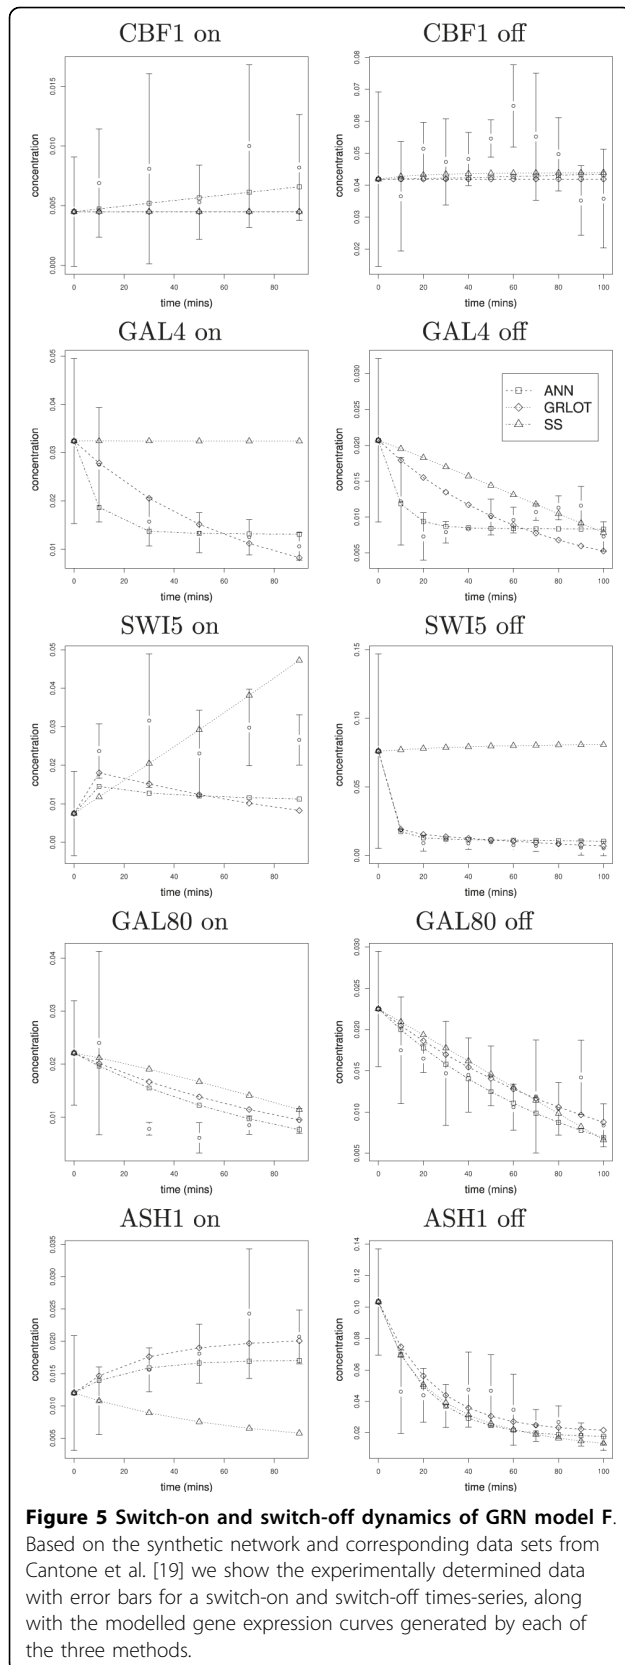 CBF1 on
CBF1 off
concentration
0.000
0.005
0.010
0.015
0
20
40
60
80
time (mins)
concentration
0.02
0.03
0.04
0.05
0.06
0.07
0.08
0
20
40
60
80
100
time (mins)
GAL4 on
GAL4 off
concentration
0.01
0.02
0.03
0.04
0.05
0
20
40
60
80
time (mins)
concentration
0.005
0.010
0.015
0.020
0.025
0.030
0
20
40
60
80
100
time (mins)
ANN
GRLOT
SS
SWI5 on
SWI5 off
concentration
0.00
0.01
0.02
0.03
0.04
0.05
0
20
40
60
80
time (mins)
concentration
0.00
0.05
0.10
0.15
0
20
40
60
80
100
time (mins)
GAL80 on
GAL80 off
concentration
0.01
0.02
0.03
0.04
0
20
40
60
80
time (mins)
concentration
0.005
0.010
0.015
0.020
0.025
0.030
0
20
40
60
80
100
time (mins)
ASH1 on
ASH1 off
concentration
0.005
0.010
0.015
0.020
0.025
0.030
0.035
0
20
40
60
80
time (mins)
concentration
0.02
0.04
0.06
0.08
0.10
0.12
0.14
0
20
40
60
80
100
time (mins)
Figure 5 Switch-on and switch-off dynamics of GRN model F.
Based on the synthetic network and corresponding data sets from
Cantone et al. [19] we show the experimentally determined data
with error bars for a switch-on and switch-off times-series, along
with the modelled gene expression curves generated by each of
the three methods.